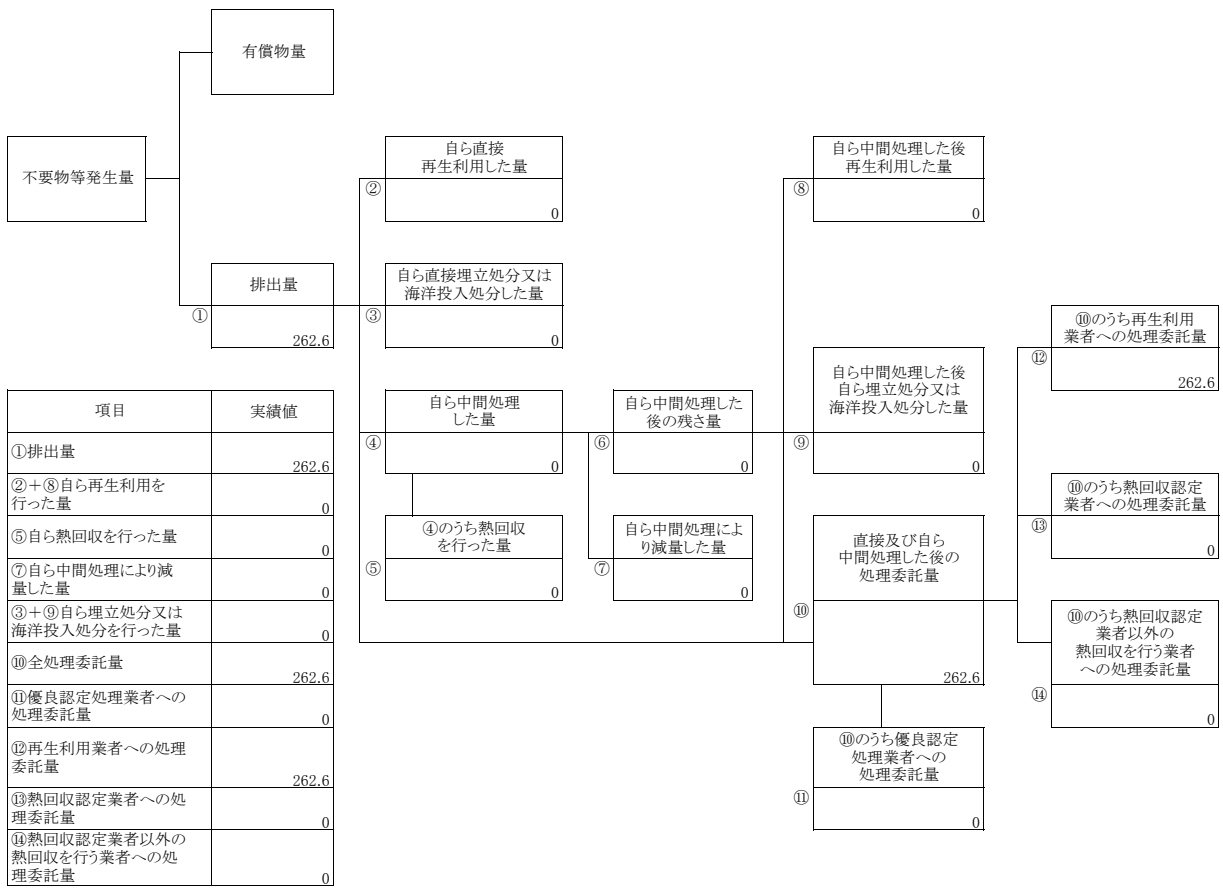 有償物量
不要物等発生量
自ら直接
再生利用した量
②
0
自ら中間処理した後
再生利用した量
⑧
0
排出量
①
262.6
自ら直接埋立処分又は
海洋投入処分した量
③
0
⑩のうち再生利用
業者への処理委託量
⑫
262.6
自ら中間処理
した量
④
0
自ら中間処理した
後の残さ量
⑥
0
自ら中間処理した後
自ら埋立処分又は
海洋投入処分した量
⑨
0
⑩のうち熱回収認定
業者への処理委託量
⑬
0
④のうち熱回収
を行った量
⑤
0
自ら中間処理によ
り減量した量
⑦
0
直接及び自ら
中間処理した後の
処理委託量
⑩
262.6
⑩のうち熱回収認定
業者以外の
熱回収を行う業者
への処理委託量
⑭
0
⑩のうち優良認定
処理業者への
処理委託量
⑪
0
項目 実績値
①排出量
262.6
②+⑧自ら再生利用を
行った量 0
⑤自ら熱回収を行った量
0
⑦自ら中間処理により減
量した量 0
③+⑨自ら埋立処分又は
海洋投入処分を行った量 0
⑩全処理委託量
262.6
⑪優良認定処理業者への
処理委託量 0
⑫再生利用業者への処理
委託量
262.6
⑬熱回収認定業者への処
理委託量 0
⑭熱回収認定業者以外の
熱回収を行う業者への処
理委託量 0